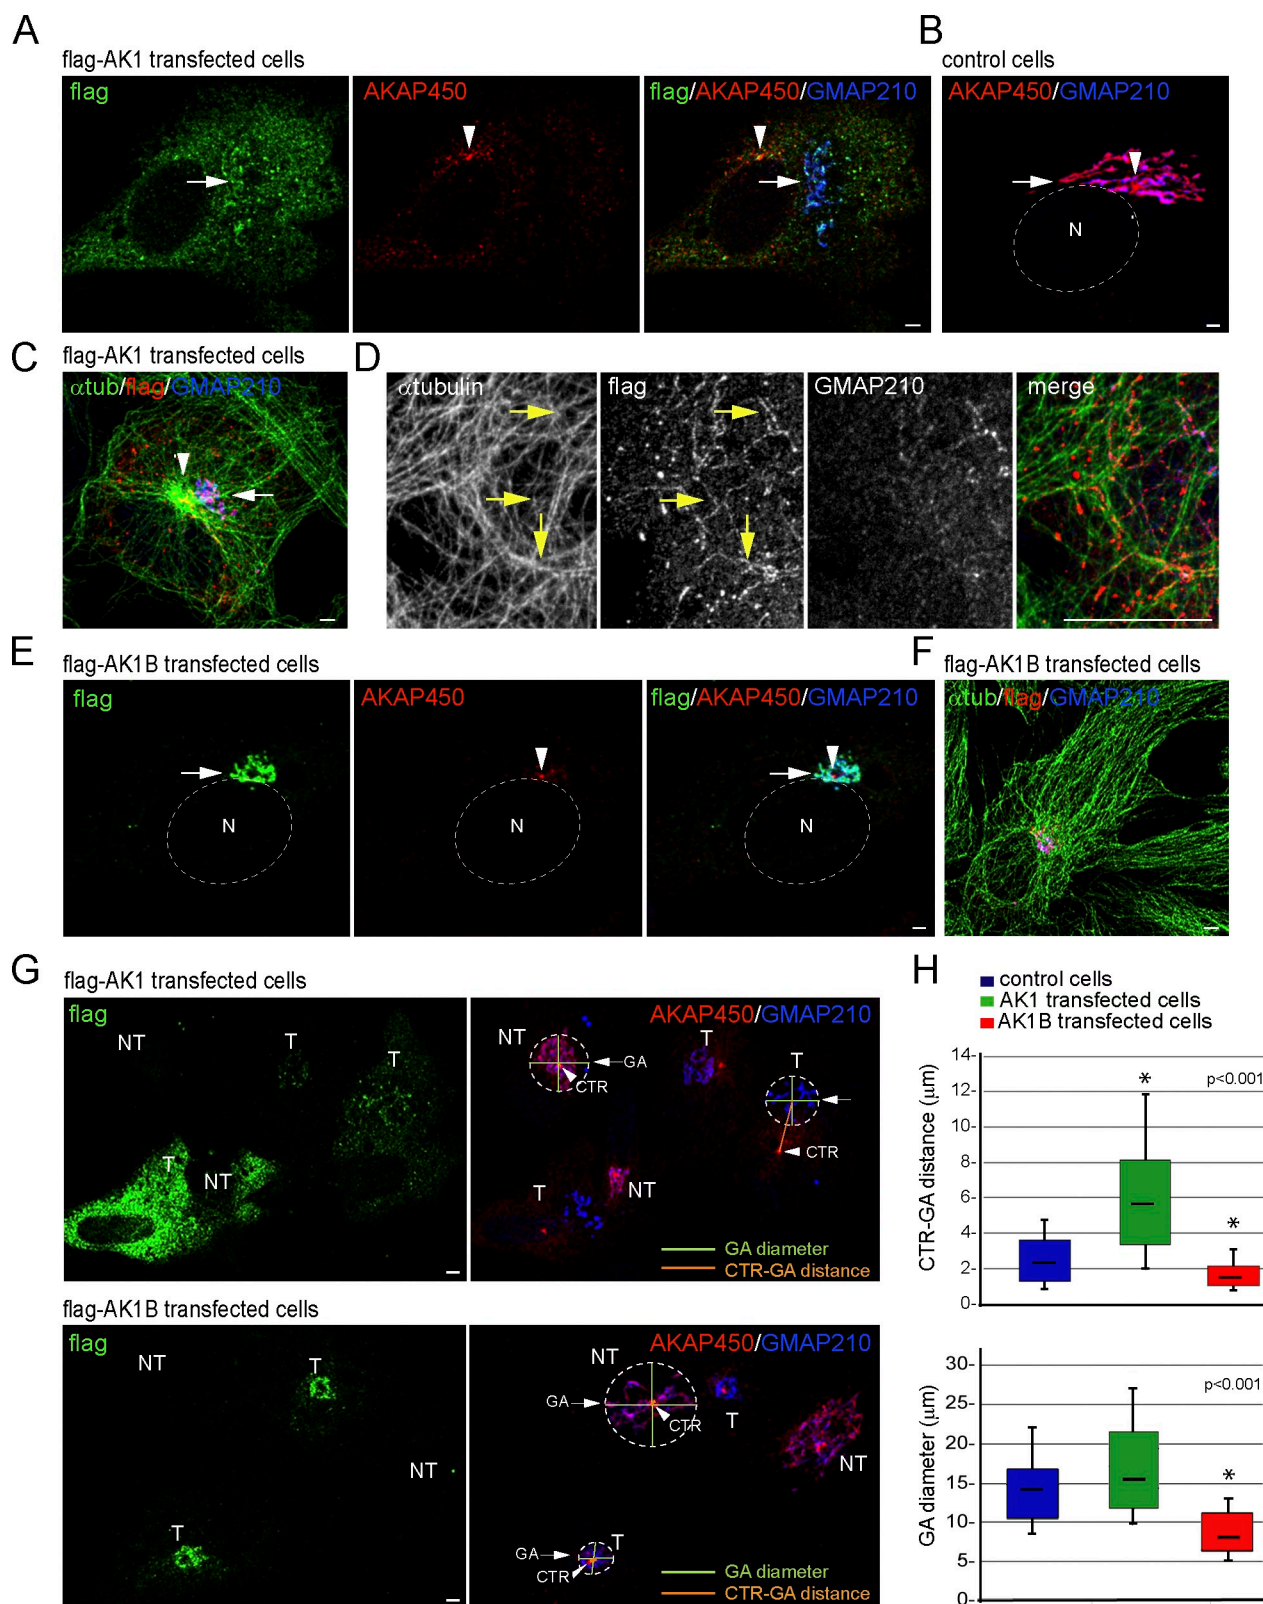 A
flag-AK1 transfected cells
flag
AKAP450
flag/AKAP450/GMAP210
B
control cells
AKAP450/GMAP210
N
C
flag-AK1 transfected cells
αtub/flag/GMAP210
D
αtubulin
flag
GMAP210
merge
E
flag-AK1B transfected cells
flag
N
AKAP450
N
flag/AKAP450/GMAP210
N
F
flag-AK1B transfected cells
αtub/flag/GMAP210
G
flag-AK1 transfected cells
flag
NT
T
T
T
NT
AKAP450/GMAP210
NT
GA
CTR
T
T
CTR
T
NT
GA diameter
CTR-GA distance
flag-AK1B transfected cells
flag
NT
T
NT
T
AKAP450/GMAP210
NT
GA
CTR
T
NT
GA
CTR
T
GA diameter
CTR-GA distance
H
control cells
AK1 transfected cells
AK1B transfected cells
CTR-GA distance (μm)
14-
12-
10-
8-
6-
4-
2-
0-
*
*
p<0.001
GA diameter (μm)
30-
25-
20-
15-
10-
5-
0-
*
p<0.001